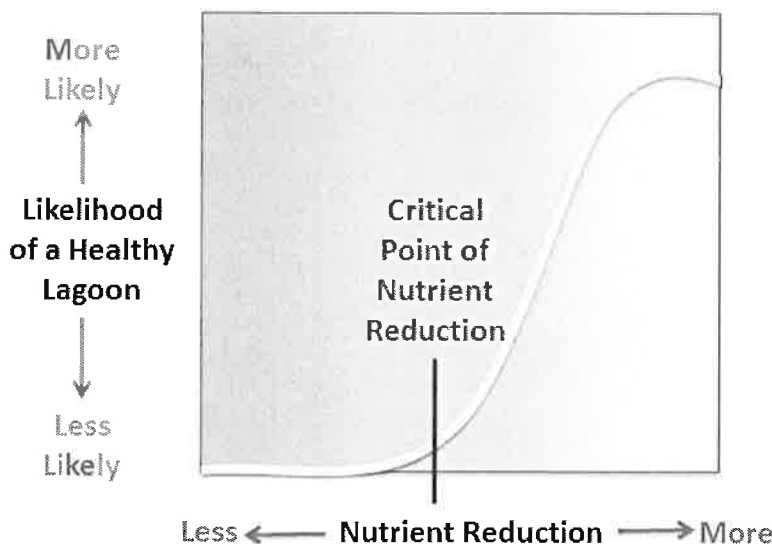 More
Likely
Likelihood
of a Healthy
Lagoon
Less
Likely
Critical
Point of
Nutrient
Reduction
Less Nutrient Reduction More